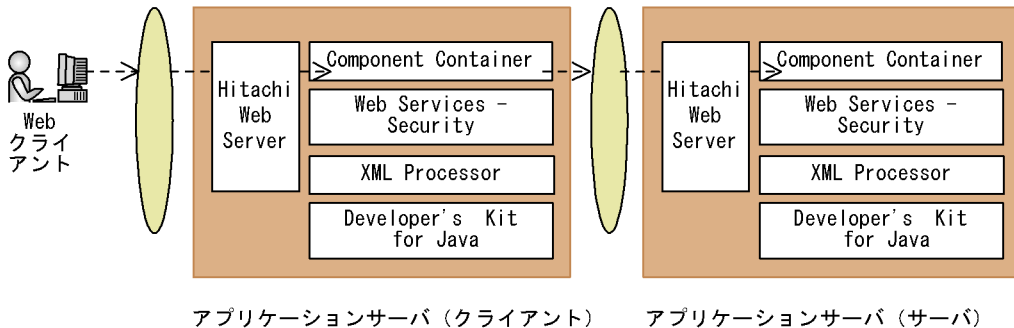 Web
クライ
アント
Hitachi
Web
Server
Component Container
Web Services -
Security
XML Processor
Developer's Kit
for Java
アプリケーションサーバ（クライアント）
Hitachi
Web
Server
Component Container
Web Services -
Security
XML Processor
Developer's Kit
for Java
アプリケーションサーバ（サーバ）